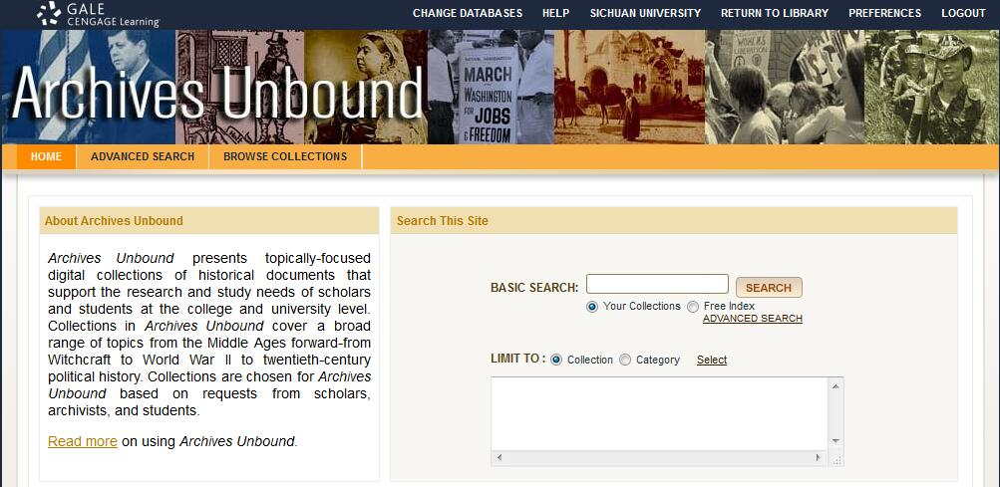 GALE
CENGAGE Learning
CHANGE DATABASES HELP SICHUAN UNIVERSITY RETURN TO LIBRARY PREFERENCES LOGOUT
Archives Unbound
MARCH
WASHINGTON
FOR JOBS
& FREEDOM
WOMEN'S
LIBERATION
HOME ADVANCED SEARCH BROWSE COLLECTIONS
About Archives Unbound
Archives Unbound presents topically-focused
digital collections of historical documents that
support the research and study needs of scholars
and students at the college and university level.
Collections in Archives Unbound cover a broad
range of topics from the Middle Ages forward-from
Witchcraft to World War II to twentieth-century
political history. Collections are chosen for Archives
Unbound based on requests from scholars,
archivists, and students.
Read more on using Archives Unbound.
Search This Site
BASIC SEARCH: SEARCH
Your Collections Free Index
ADVANCED SEARCH
LIMIT TO : Collection Category Select